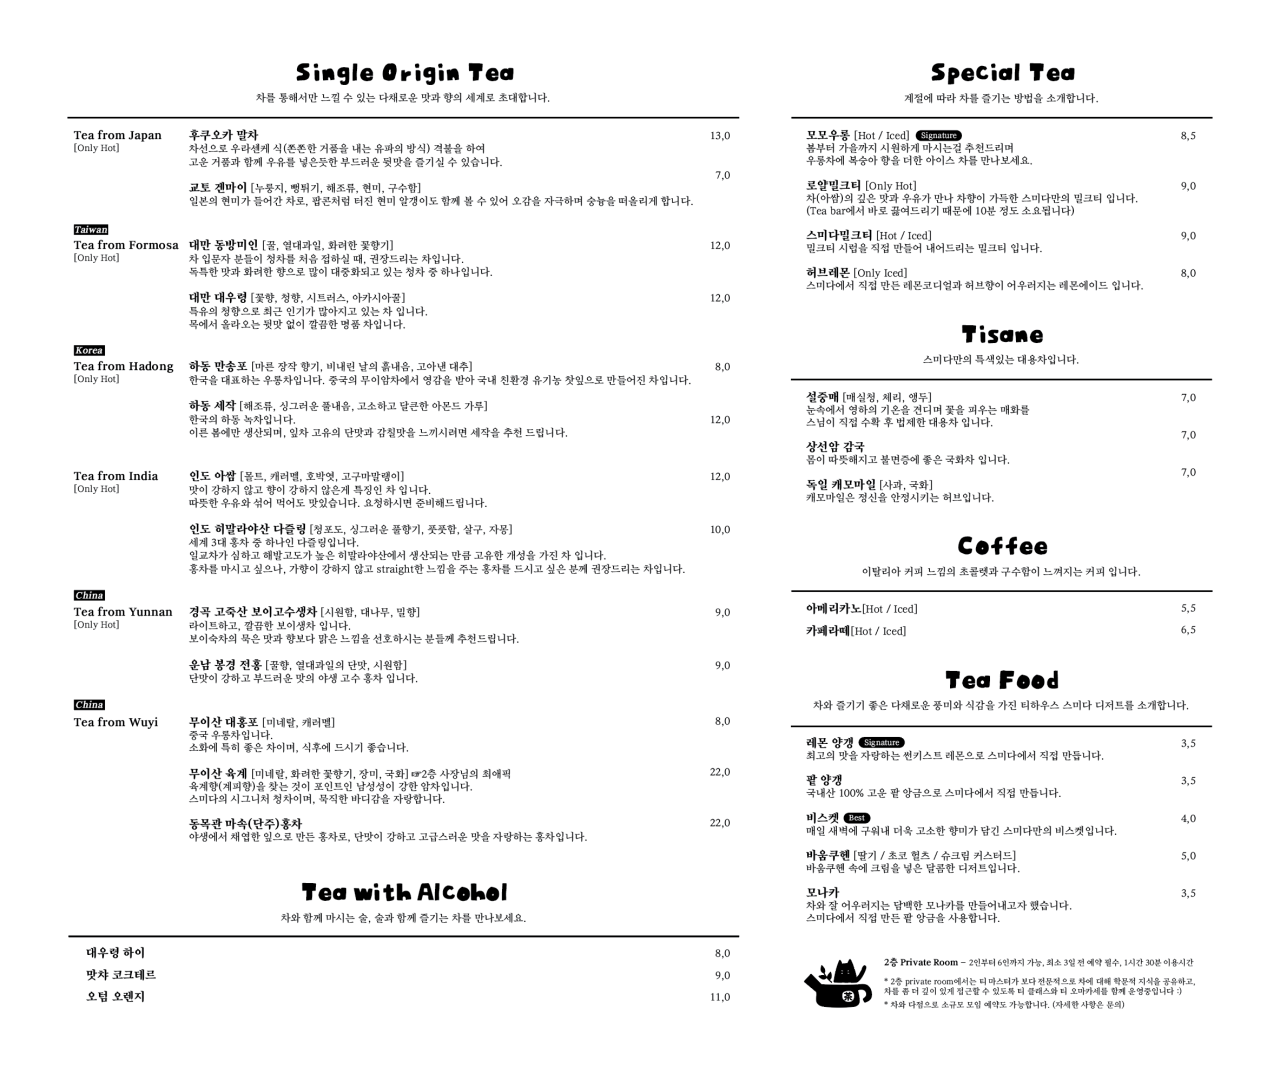 Single Origin Tea
차를 통해서만 느낄 수 있는 다채로운 맛과 향의 세계로 초대합니다.
Tea from Japan
[Only Hot]
후쿠오카 말차 13,0
차선으로 우라센케 식(쫀쫀한 거품을 내는 유파의 방식) 격불을 하여
고운 거품과 함께 우유를 넣은듯한 부드러운 뒷맛을 즐기실 수 있습니다.
교토 겐마이 [누룽지, 뻥튀기, 해조류, 현미, 구수함] 7,0
일본의 현미가 들어간 차로, 팝콘처럼 터진 현미 알갱이도 함께 볼 수 있어 오감을 자극하며 숭늉을 떠올리게 합니다.
Taiwan
Tea from Formosa
[Only Hot]
대만 동방미인 [꿀, 열대과일, 화려한 꽃향기] 12,0
차 입문자 분들이 청차를 처음 접하실 때, 권장드리는 차입니다.
독특한 맛과 화려한 향으로 많이 대중화되고 있는 청차 중 하나입니다.
대만 대우령 [꽃향, 청향, 시트러스, 아카시아꿀] 12,0
특유의 청향으로 최근 인기가 많아지고 있는 차 입니다.
목에서 올라오는 뒷맛 없이 깔끔한 명품 차입니다.
Korea
Tea from Hadong
[Only Hot]
하동 만송포 [마른 장작 향기, 비내린 날의 흙내음, 고아낸 대추] 8,0
한국을 대표하는 우롱차입니다. 중국의 무이암차에서 영감을 받아 국내 친환경 유기농 찻잎으로 만들어진 차입니다.
하동 세작 [해조류, 싱그러운 풀내음, 고소하고 달큰한 아몬드 가루]
한국의 하동 녹차입니다. 12,0
이른 봄에만 생산되며, 잎차 고유의 단맛과 감칠맛을 느끼시려면 세작을 추천 드립니다.
Tea from India
[Only Hot]
인도 아쌈 [몰트, 캐러멜, 호박엿, 고구마말랭이] 12,0
맛이 강하지 않고 향이 강하지 않은게 특징인 차 입니다.
따뜻한 우유와 섞어 먹어도 맛있습니다. 요청하시면 준비해드립니다.
인도 히말라야산 다즐링 [청포도, 싱그러운 풀향기, 풋풋함, 살구, 자몽] 10,0
세계 3대 홍차 중 하나인 다즐링입니다.
일교차가 심하고 해발고도가 높은 히말라야산에서 생산되는 만큼 고유한 개성을 가진 차 입니다.
홍차를 마시고 싶으나, 가향이 강하지 않고 straight한 느낌을 주는 홍차를 드시고 싶은 분께 권장드리는 차입니다.
China
Tea from Yunnan
[Only Hot]
경곡 고죽산 보이고수생차 [시원함, 대나무, 밀향] 9,0
라이트하고, 깔끔한 보이생차 입니다.
보이숙차의 묵은 맛과 향보다 맑은 느낌을 선호하시는 분들께 추천드립니다.
운남 봉경 전홍 [꿀향, 열대과일의 단맛, 시원함] 9,0
단맛이 강하고 부드러운 맛의 야생 고수 홍차 입니다.
China
Tea from Wuyi
무이산 대홍포 [미네랄, 캐러멜] 8,0
중국 우롱차입니다.
소화에 특히 좋은 차이며, 식후에 드시기 좋습니다.
무이산 육계 [미네랄, 화려한 꽃향기, 장미, 국화] ☞2층 사장님의 최애픽 22,0
육계향(계피향)을 찾는 것이 포인트인 남성성이 강한 암차입니다.
스미다의 시그니처 청차이며, 묵직한 바디감을 자랑합니다.
동목관 마속(단주)홍차 22,0
야생에서 채엽한 잎으로 만든 홍차로, 단맛이 강하고 고급스러운 맛을 자랑하는 홍차입니다.
Tea with Alcohol
차와 함께 마시는 술, 술과 함께 즐기는 차를 만나보세요.
대우령 하이 8,0
맛챠 코크테르 9,0
오텀 오렌지 11,0
Special Tea
계절에 따라 차를 즐기는 방법을 소개합니다.
모모우롱 [Hot / Iced] Signature 8,5
봄부터 가을까지 시원하게 마시는걸 추천드리며
우롱차에 복숭아 향을 더한 아이스 차를 만나보세요.
로얄밀크티 [Only Hot] 9,0
차(아쌈)의 깊은 맛과 우유가 만나 차향이 가득한 스미다만의 밀크티 입니다.
(Tea bar에서 바로 끓여드리기 때문에 10분 정도 소요됩니다)
스미다밀크티 [Hot / Iced] 9,0
밀크티 시럽을 직접 만들어 내어드리는 밀크티 입니다.
허브레몬 [Only Iced] 8,0
스미다에서 직접 만든 레몬코디얼과 허브향이 어우러지는 레몬에이드 입니다.
Tisane
스미다만의 특색있는 대용차입니다.
설중매 [매실청, 체리, 앵두] 7,0
눈속에서 영하의 기온을 견디며 꽃을 피우는 매화를
스님이 직접 수확 후 법제한 대용차 입니다.
상선암 감국 7,0
몸이 따뜻해지고 불면증에 좋은 국화차 입니다.
독일 캐모마일 [사과, 국화] 7,0
캐모마일은 정신을 안정시키는 허브입니다.
Coffee
이탈리아 커피 느낌의 초콜렛과 구수함이 느껴지는 커피 입니다.
아메리카노[Hot / Iced] 5,5
카페라떼[Hot / Iced] 6,5
Tea Food
차와 즐기기 좋은 다채로운 풍미와 식감을 가진 티하우스 스미다 디저트를 소개합니다.
레몬 양갱 Signature 3,5
최고의 맛을 자랑하는 썬키스트 레몬으로 스미다에서 직접 만듭니다.
팥 양갱 3,5
국내산 100% 고운 팥 앙금으로 스미다에서 직접 만듭니다.
비스켓 Best 4,0
매일 새벽에 구워내 더욱 고소한 향미가 담긴 스미다만의 비스켓입니다.
바움쿠헨 [딸기 / 초코 헐츠 / 슈크림 커스터드] 5,0
바움쿠헨 속에 크림을 넣은 달콤한 디저트입니다.
모나카 3,5
차와 잘 어우러지는 담백한 모나카를 만들어내고자 했습니다.
스미다에서 직접 만든 팥 앙금을 사용합니다.
茶
2층 Private Room – 2인부터 6인까지 가능, 최소 3일 전 예약 필수, 1시간 30분 이용시간
* 2층 private room에서는 티 마스터가 보다 전문적으로 차에 대해 학문적 지식을 공유하고,
차를 좀 더 깊이 있게 접근할 수 있도록 티 클래스와 티 오마카세를 함께 운영중입니다 :)
* 차와 다점으로 소규모 모임 예약도 가능합니다. (자세한 사항은 문의)